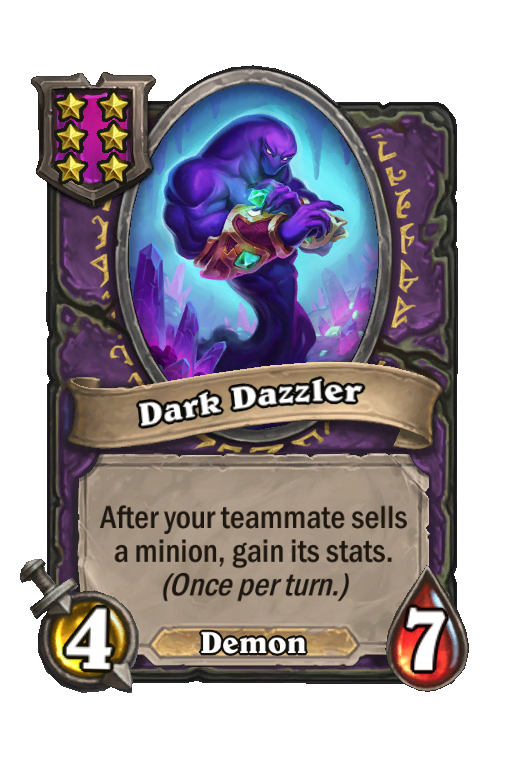 Dark Dazzler
After your teammate sells
a minion, gain its stats.
(Once per turn.)
4
Demon
7